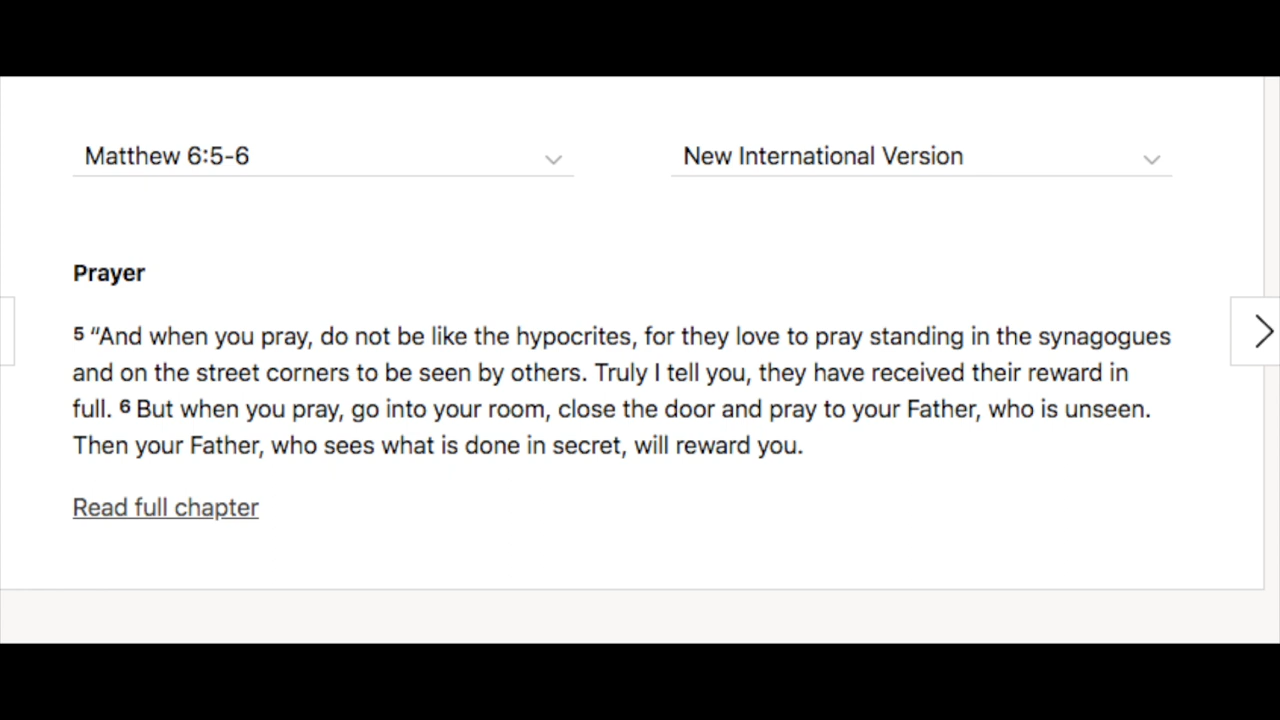 Matthew 6:5-6
New International Version
Prayer
5 “And when you pray, do not be like the hypocrites, for they love to pray standing in the synagogues
and on the street corners to be seen by others. Truly I tell you, they have received their reward in
full. 6 But when you pray, go into your room, close the door and pray to your Father, who is unseen.
Then your Father, who sees what is done in secret, will reward you.
Read full chapter